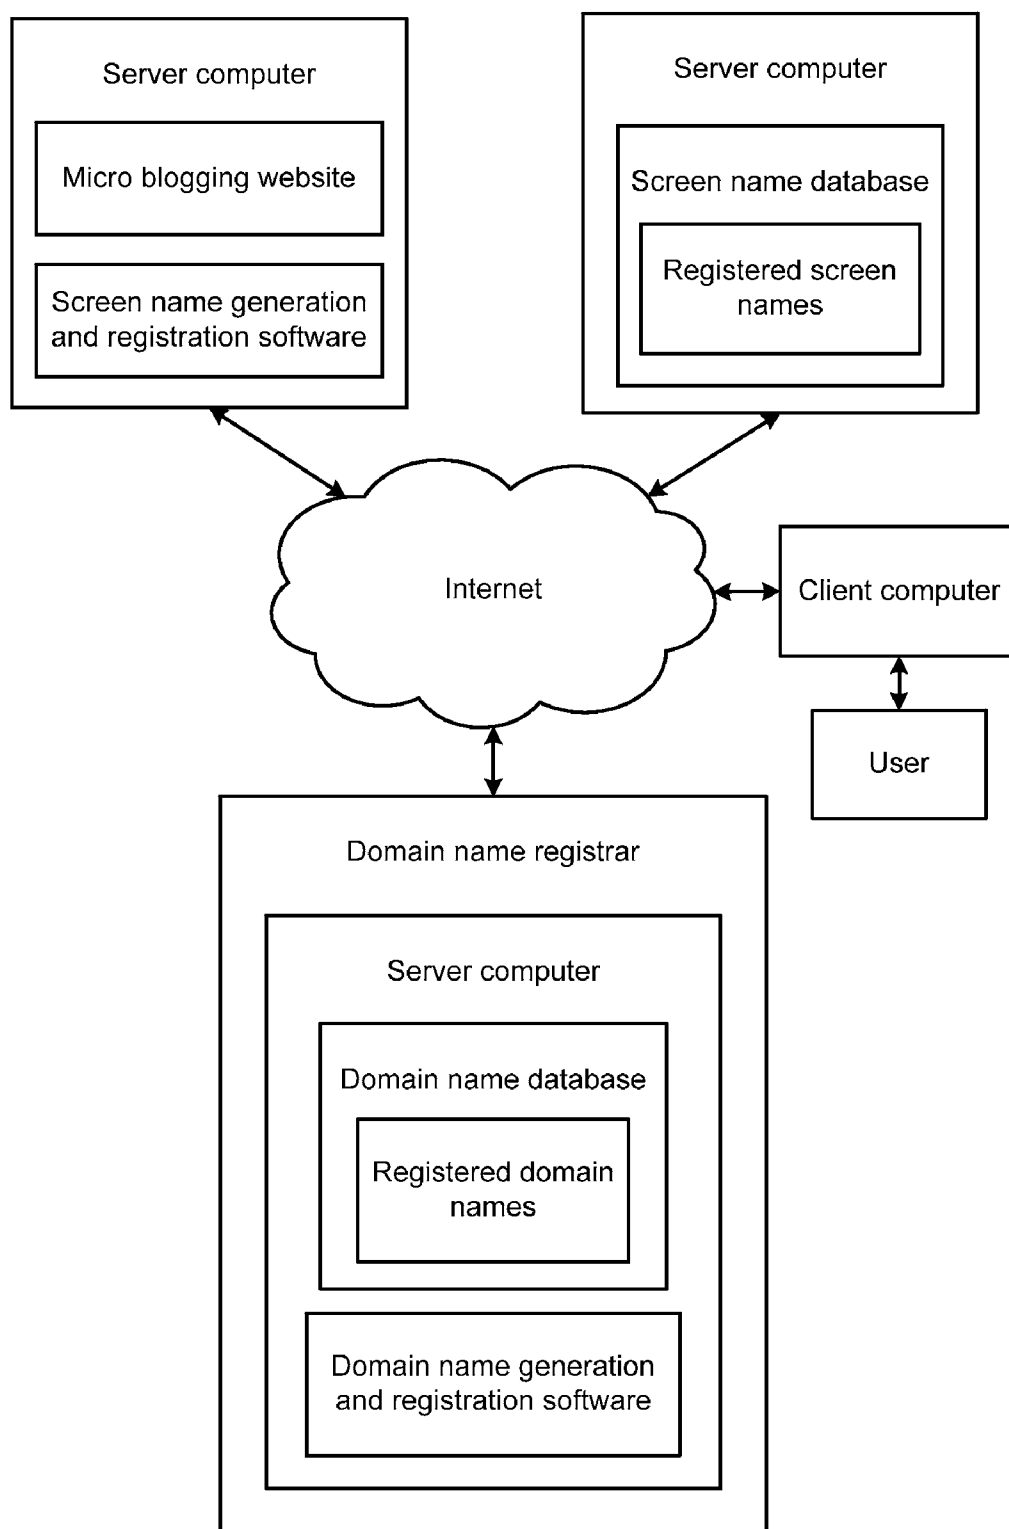 Server computer
Micro blogging website
Screen name generation
and registration software
Server computer
Screen name database
Registered screen
names
Internet
Client computer
User
Domain name registrar
Server computer
Domain name database
Registered domain
names
Domain name generation
and registration software